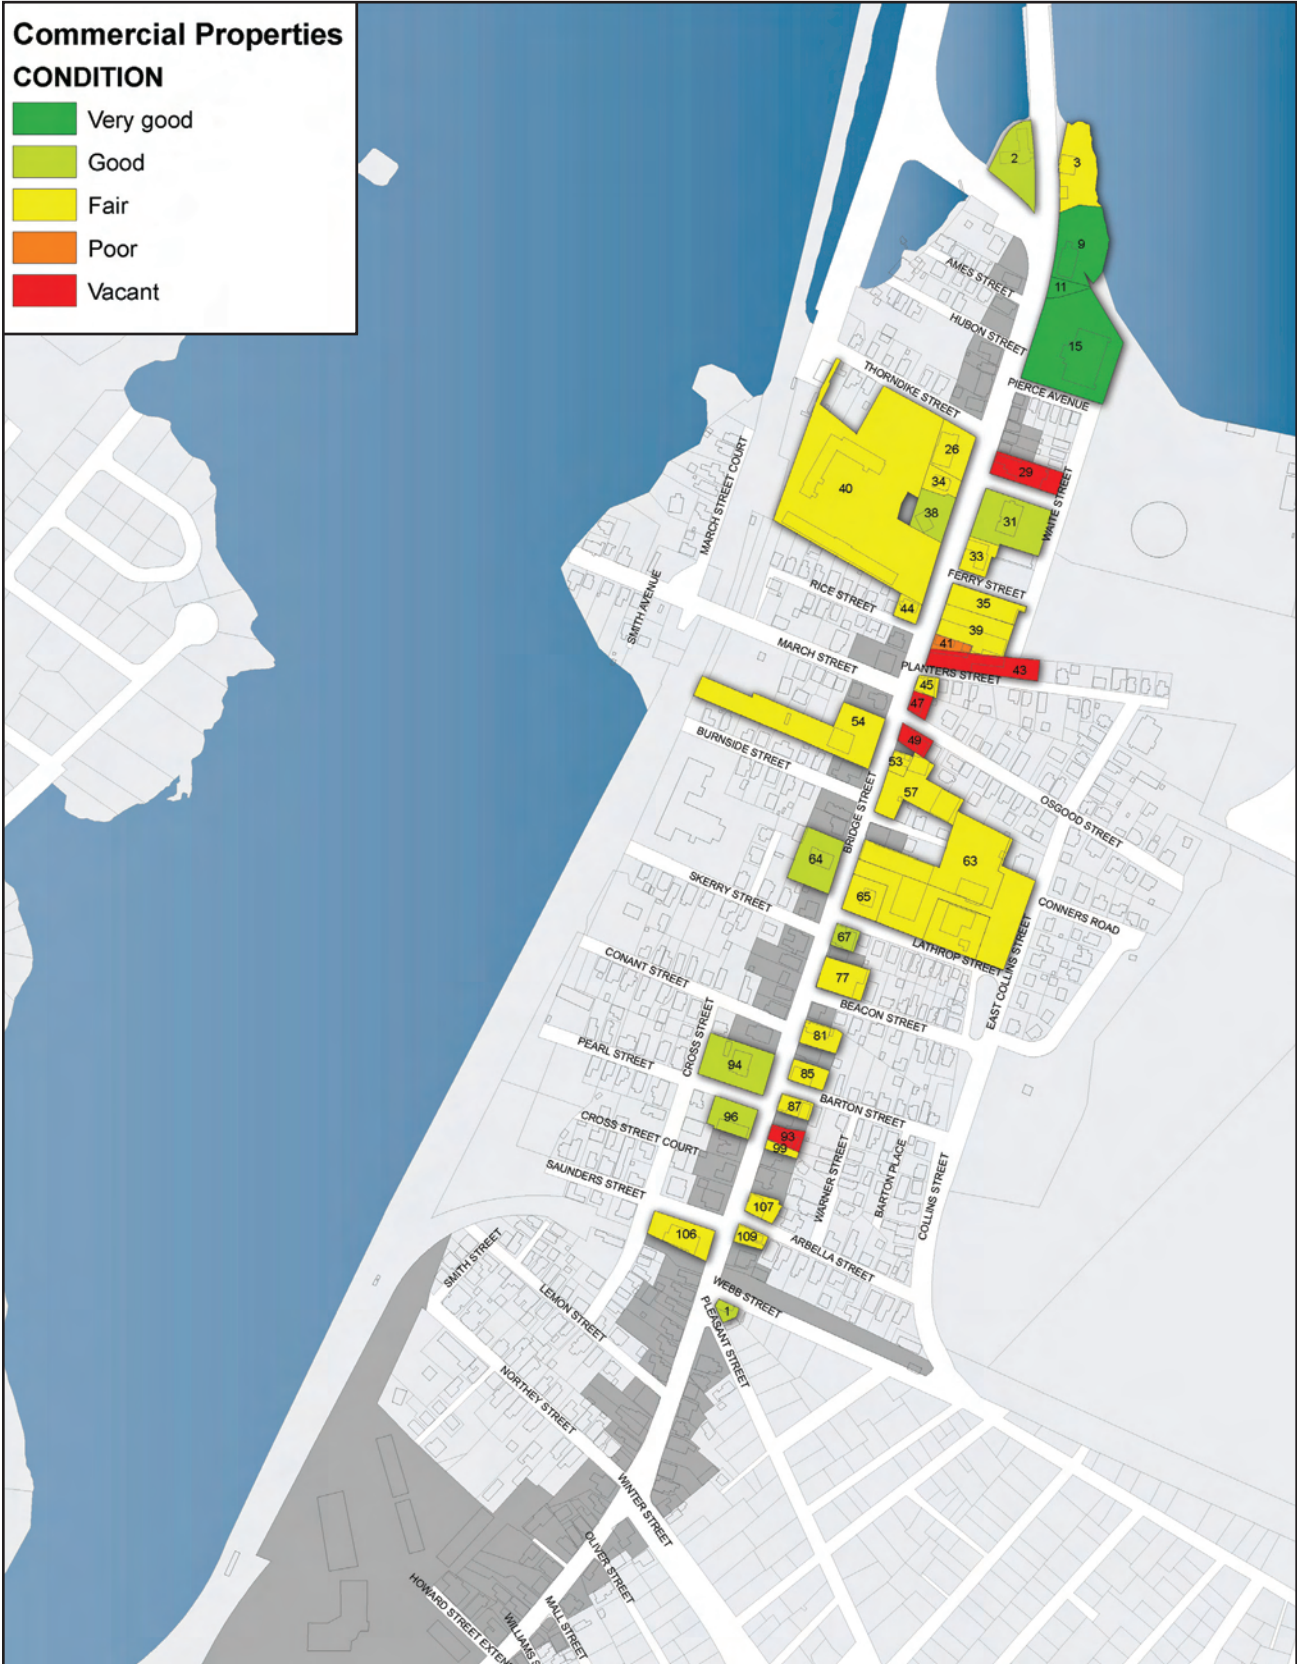 Commercial Properties
CONDITION
Very good
Good
Fair
Poor
Vacant
2
3
9
11
15
AMES STREET
HUBON STREET
PIERCE AVENUE
THORNDIKE STREET
26
34
38
40
29
31
33
WAITE STREET
MARCH STREET COURT
SMITH AVENUE
RICE STREET
44
FERRY STREET
35
39
41
43
MARCH STREET
PLANTERS STREET
45
47
49
54
53
57
BURNSIDE STREET
BRIDGE STREET
OSGOOD STREET
63
64
65
SKERRY STREET
CONNERS ROAD
67
LATHROP STREET
EAST COLLINS STREET
77
CONANT STREET
BEACON STREET
CROSS STREET
81
PEARL STREET
94
85
87
BARTON STREET
96
93
99
CROSS STREET COURT
WARNER STREET
BARTON PLACE
COLLINS STREET
SAUNDERS STREET
107
106
109
ARBELLA STREET
SMITH STREET
WEBB STREET
1
LEMON STREET
PLEASANT STREET
NORTHEY STREET
WINTER STREET
OLIVER STREET
HOWARD STREET EXTEN
MALL STREET
WILLIAMS S